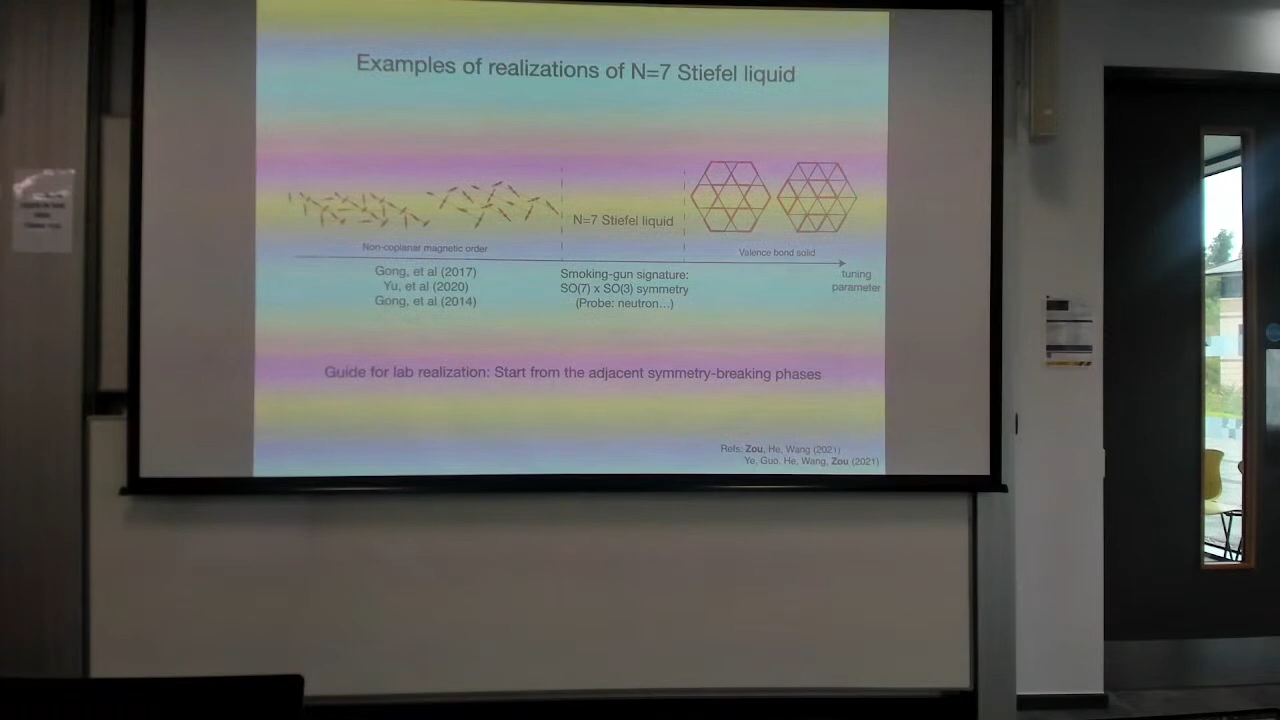 Examples of realizations of N=7 Stiefel liquid
N=7 Stiefel liquid
Non-coplanar magnetic order
Valence bond solid
Gong, et al (2017)
Yu, et al (2020)
Gong, et al (2014)
Smoking-gun signature:
SO(7) x SO(3) symmetry
(Probe: neutron...)
tuning
parameter
Guide for lab realization: Start from the adjacent symmetry-breaking phases
Refs: Zou, He, Wang (2021)
Ye, Guo, He, Wang, Zou (2021)